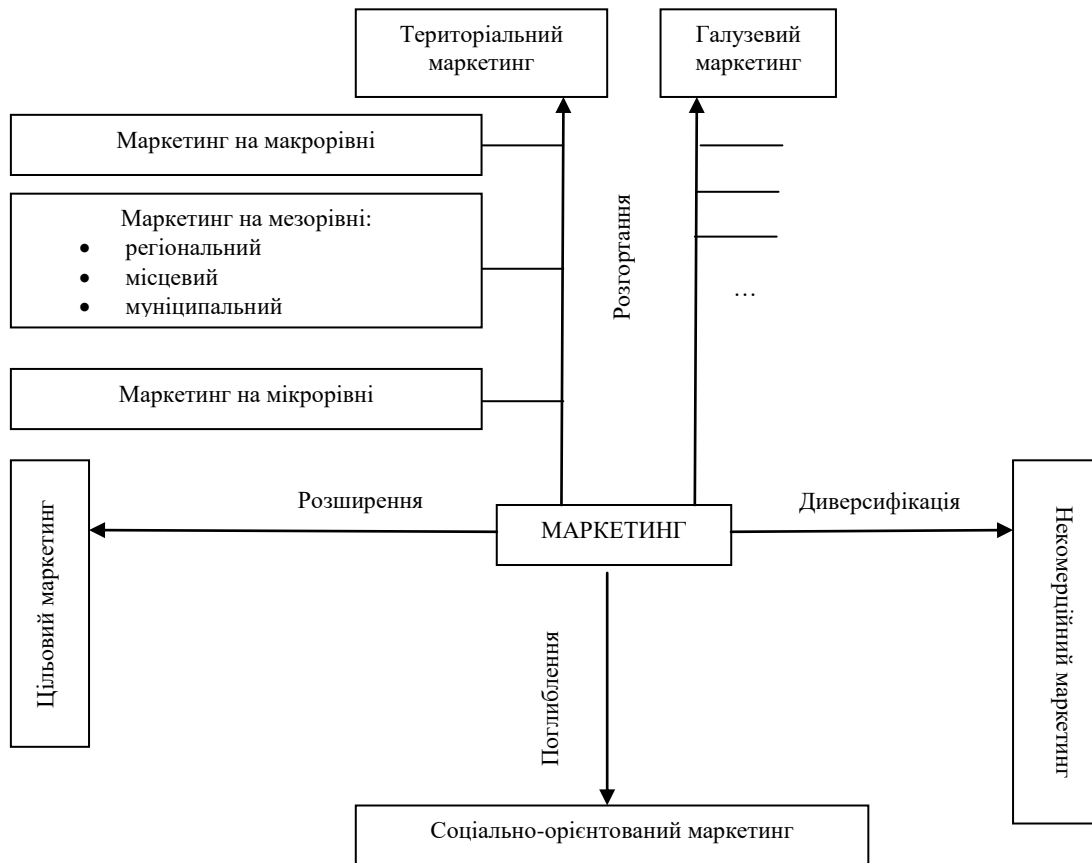 Територіальний
маркетинг
Галузевий
маркетинг
Маркетинг на макрорівні
Маркетинг на мезорівні:
• регіональний
• місцевий
• муніципальний
Розгортання
…
Маркетинг на мікрорівні
Цільовий маркетинг
Розширення
МАРКЕТИНГ
Диверсифікація
Некомерційний маркетинг
Поглиблення
Соціально-орієнтований маркетинг